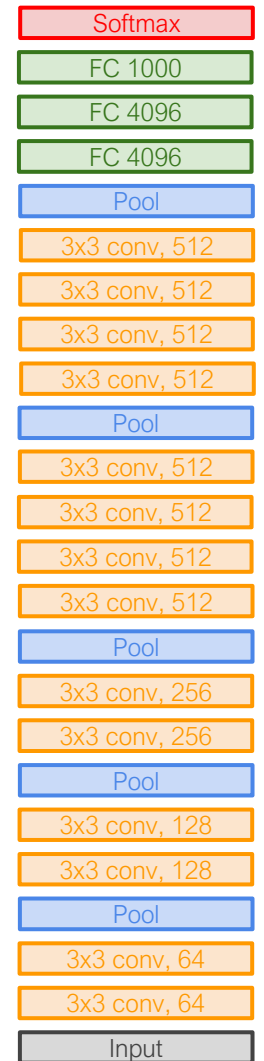 Softmax
FC 1000
FC 4096
FC 4096
Pool
3x3 conv, 512
3x3 conv, 512
3x3 conv, 512
3x3 conv, 512
Pool
3x3 conv, 512
3x3 conv, 512
3x3 conv, 512
3x3 conv, 512
Pool
3x3 conv, 256
3x3 conv, 256
Pool
3x3 conv, 128
3x3 conv, 128
Pool
3x3 conv, 64
3x3 conv, 64
Input